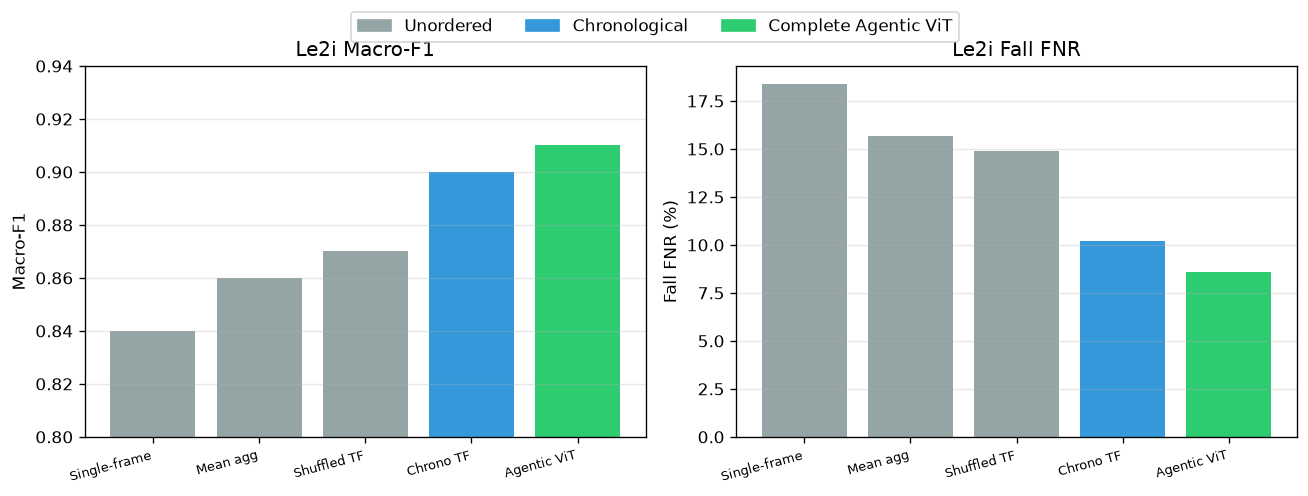 Unordered Chronological Complete Agentic ViT
Le2i Macro-F1
0.94
0.92
0.90
0.88
0.86
0.84
0.82
0.80
Macro-F1
Single-frame Mean agg Shuffled TF Chrono TF Agentic ViT
Le2i Fall FNR
17.5
15.0
12.5
10.0
7.5
5.0
2.5
0.0
Fall FNR (%)
Single-frame Mean agg Shuffled TF Chrono TF Agentic ViT